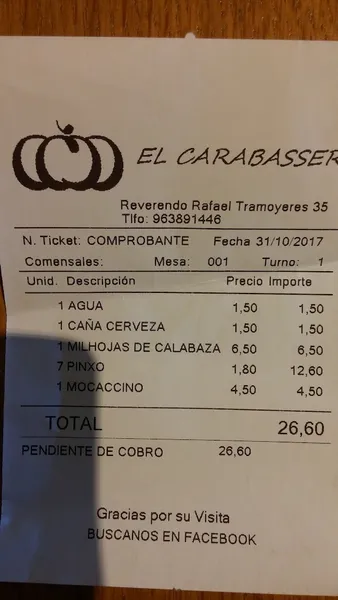 EL CARABASSER
Reverendo Rafael Tramoyeres 35
Tlfo: 963891446
N. Ticket: COMPROBANTE Fecha 31/10/2017
Comensales: Mesa: 001 Turno: 1
Unid. Descripción Precio Importe
1 AGUA 1,50 1,50
1 CAÑA CERVEZA 1,50 1,50
1 MILHOJAS DE CALABAZA 6,50 6,50
7 PINXO 1,80 12,60
1 MOCACCINO 4,50 4,50
TOTAL 26,60
PENDIENTE DE COBRO 26,60
Gracias por su Visita
BUSCANOS EN FACEBOOK